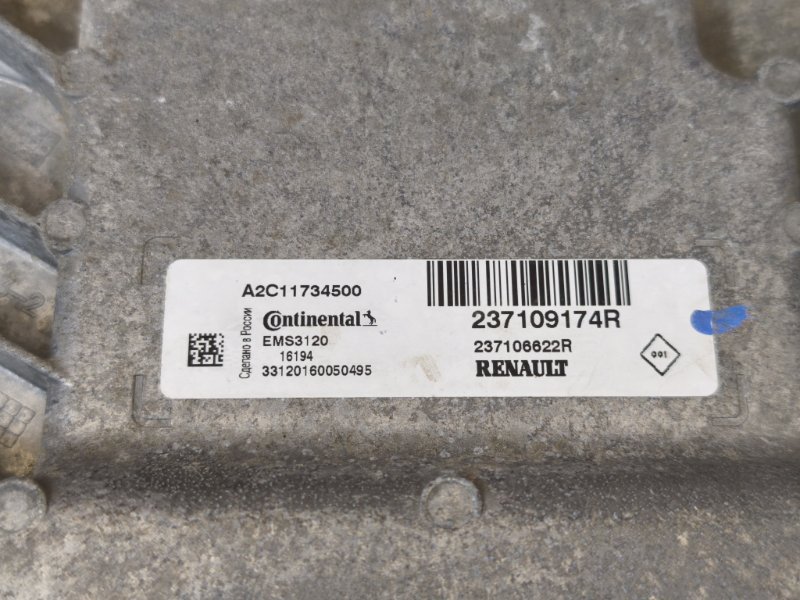 A2C11734500
Сделано в России
Continental
EMS3120
16194
33120160050495
237109174R
237106622R
RENAULT
001